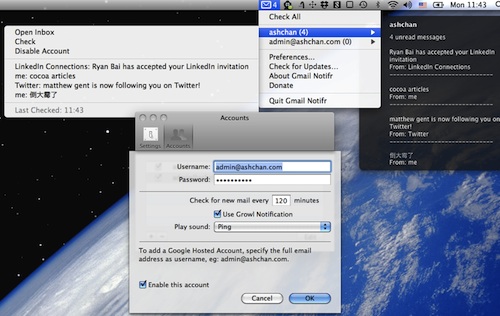 4
Mon 11:43
Check All
ashchan (4)
admin@ashchan.com (0)
Preferences...
Check for Updates...
About Gmail Notifr
Donate
Quit Gmail Notifr
Open Inbox
Check
Disable Account
LinkedIn Connections: Ryan Bai has accepted your LinkedIn
invitation
me: cocoa articles
Twitter: matthew gent is now following you on Twitter!
me: 倒大霉了
Last Checked: 11:43
ashchan
4 unread messages
Ryan Bai has accepted your LinkedIn
invitation
From: LinkedIn Connections
cocoa articles
From: me
matthew gent is now following you on
Twitter!
From: Twitter
倒大霉了
From: me
Accounts
Settings
Accounts
Username:
admin@ashchan.com
Password:
••••••••••
Check for new mail every 120 minutes
Use Growl Notification
Play sound: Ping
To add a Google Hosted Account, specify the full email
address as username, eg: admin@ashchan.com.
Enable this account
Cancel
OK